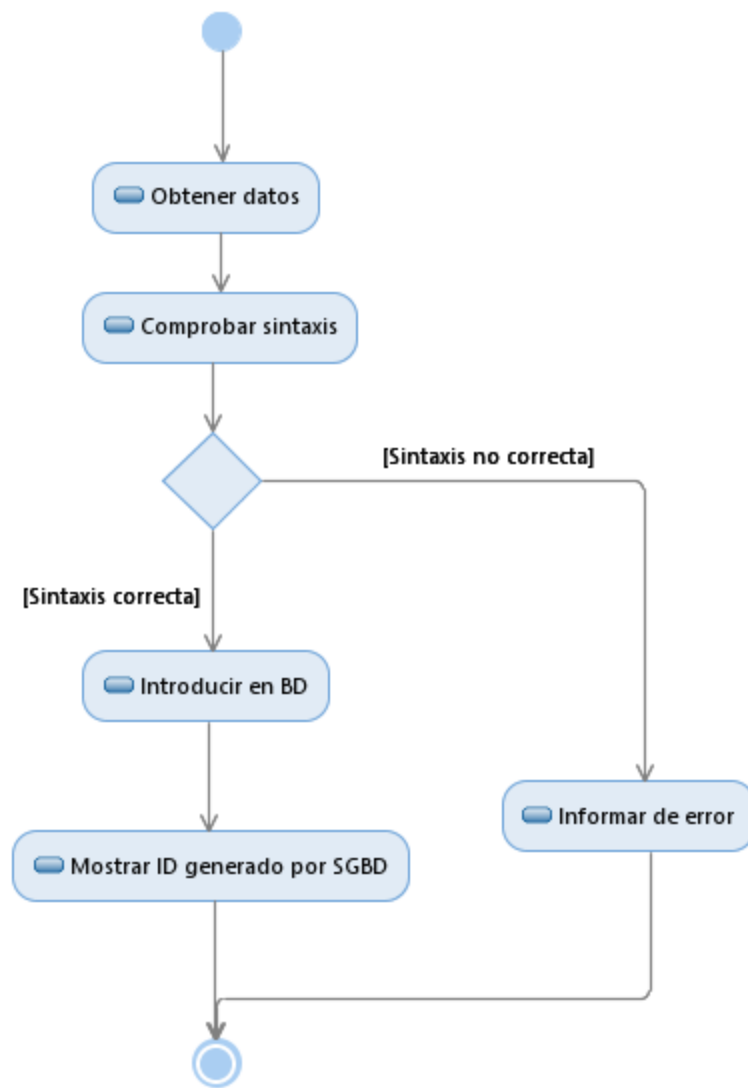 Obtener datos
Comprobar sintaxis
[Sintaxis no correcta]
[Sintaxis correcta]
Introducir en BD
Informar de error
Mostrar ID generado por SGBD